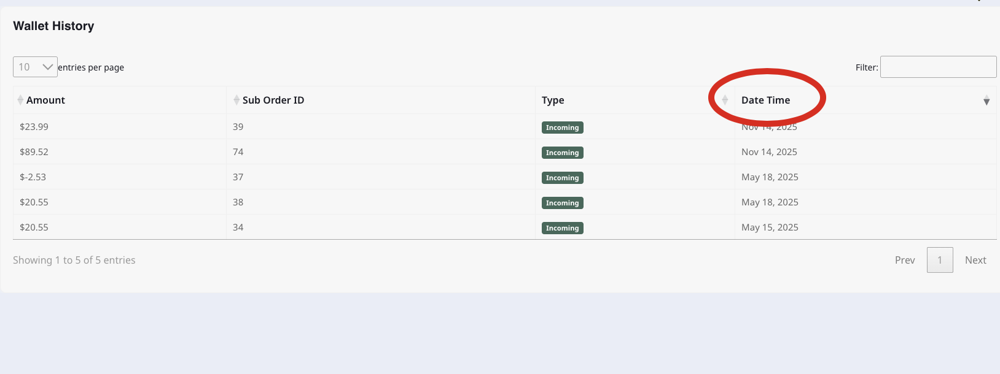 Wallet History
10 entries per page Filter:
Amount Sub Order ID Type Date Time
$23.99 39 Incoming Nov 14, 2025
$89.52 74 Incoming Nov 14, 2025
$-2.53 37 Incoming May 18, 2025
$20.55 38 Incoming May 18, 2025
$20.55 34 Incoming May 15, 2025
Showing 1 to 5 of 5 entries Prev 1 Next